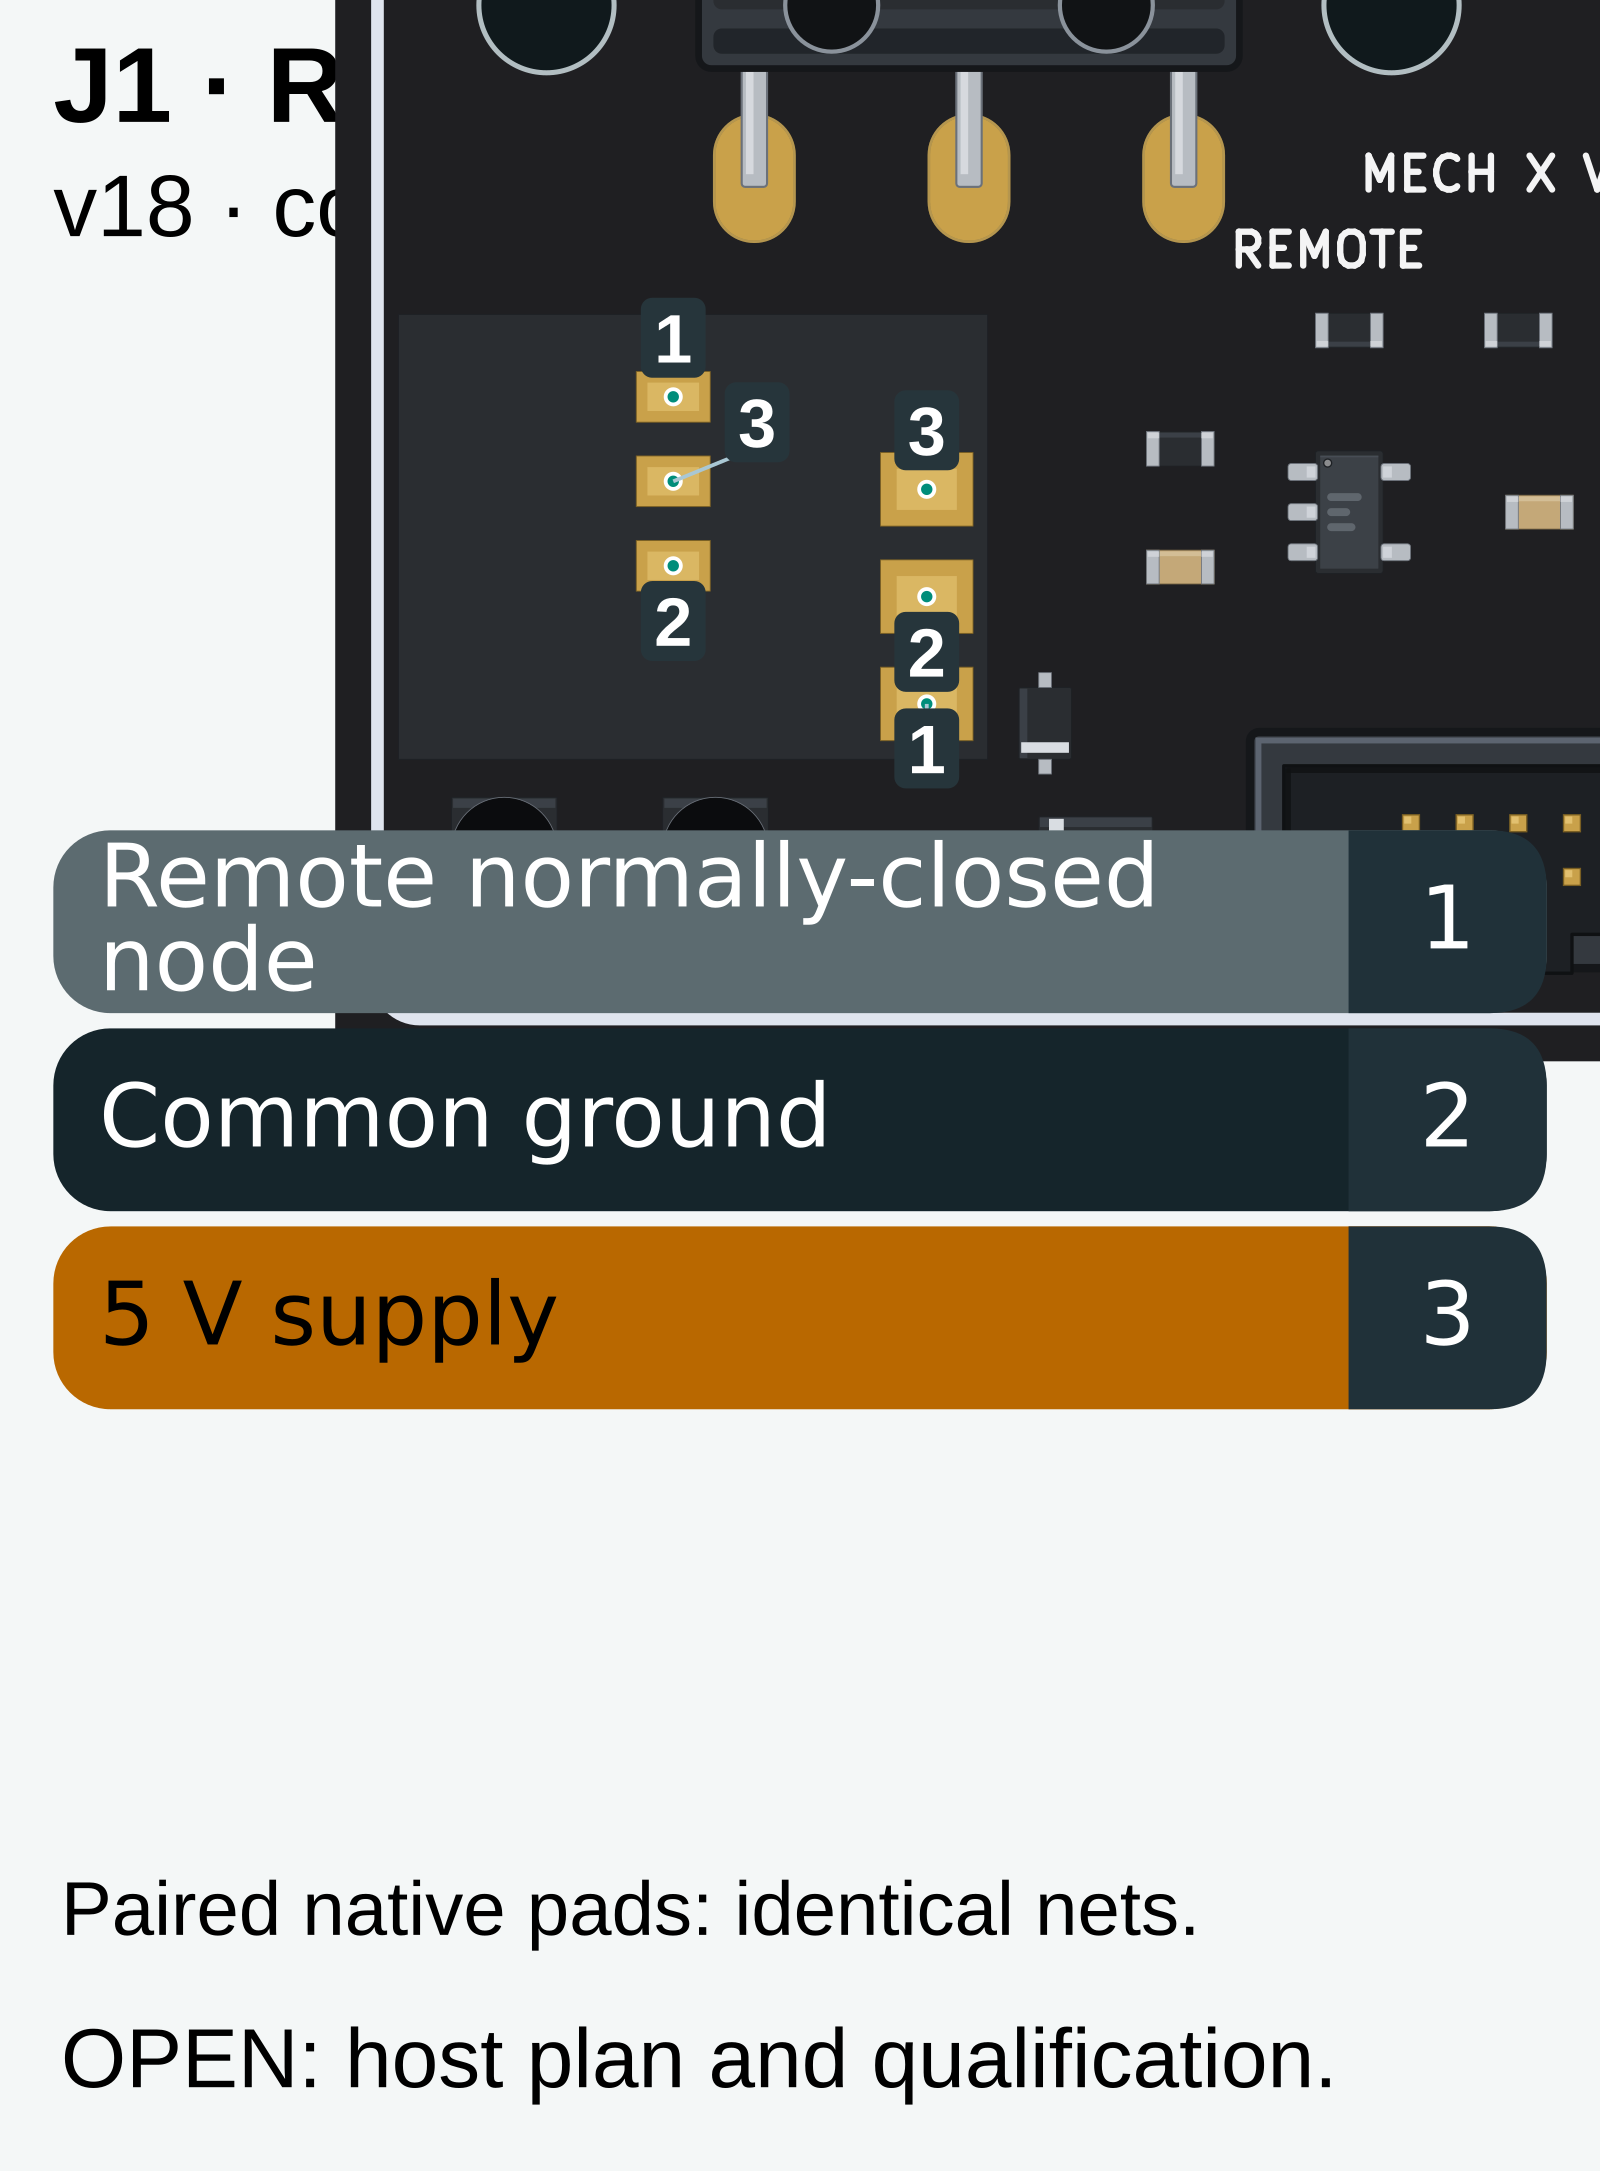 J1 · R
v18 · co
MECH X V
REMOTE
1
3
3
2
2
1
Remote normally-closed
node
1
Common ground
2
5 V supply
3
Paired native pads: identical nets.
OPEN: host plan and qualification.